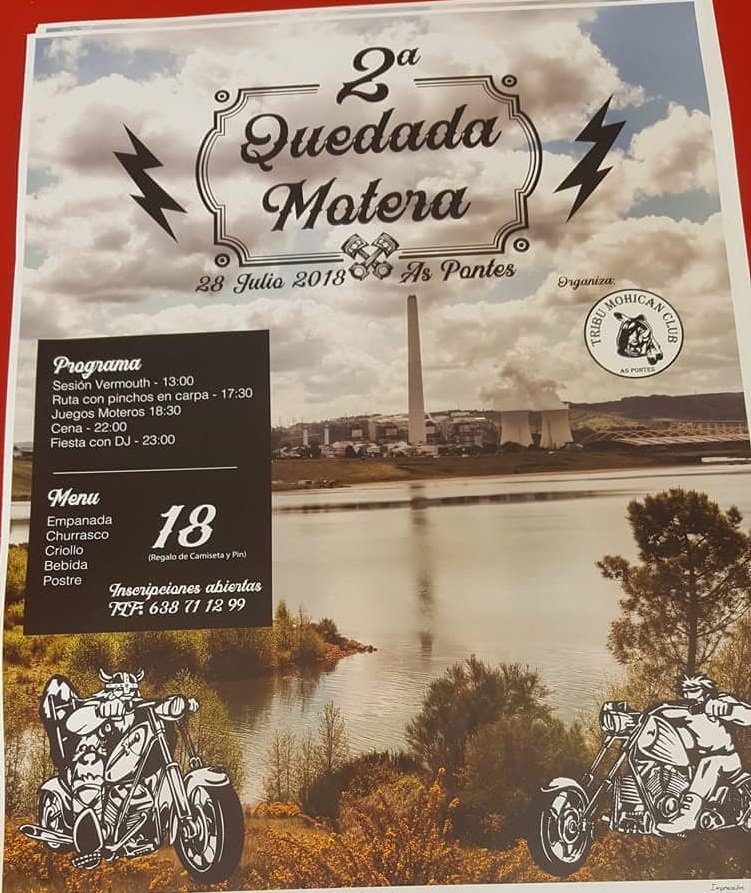 2ª
Quedada
Motera
28 Julio 2018 As Pontes
Organiza:
TRIBU MOHICAN CLUB
AS PONTES
Programa
Sesión Vermouth - 13:00
Ruta con pinchos en carpa - 17:30
Juegos Moteros 18:30
Cena - 22:00
Fiesta con DJ - 23:00
Menu
Empanada
Churrasco
Criollo
Bebida
Postre
18
(Regalo de Camiseta y Pin)
Inscripciones abiertas
TLF: 638 71 12 99
Impresión